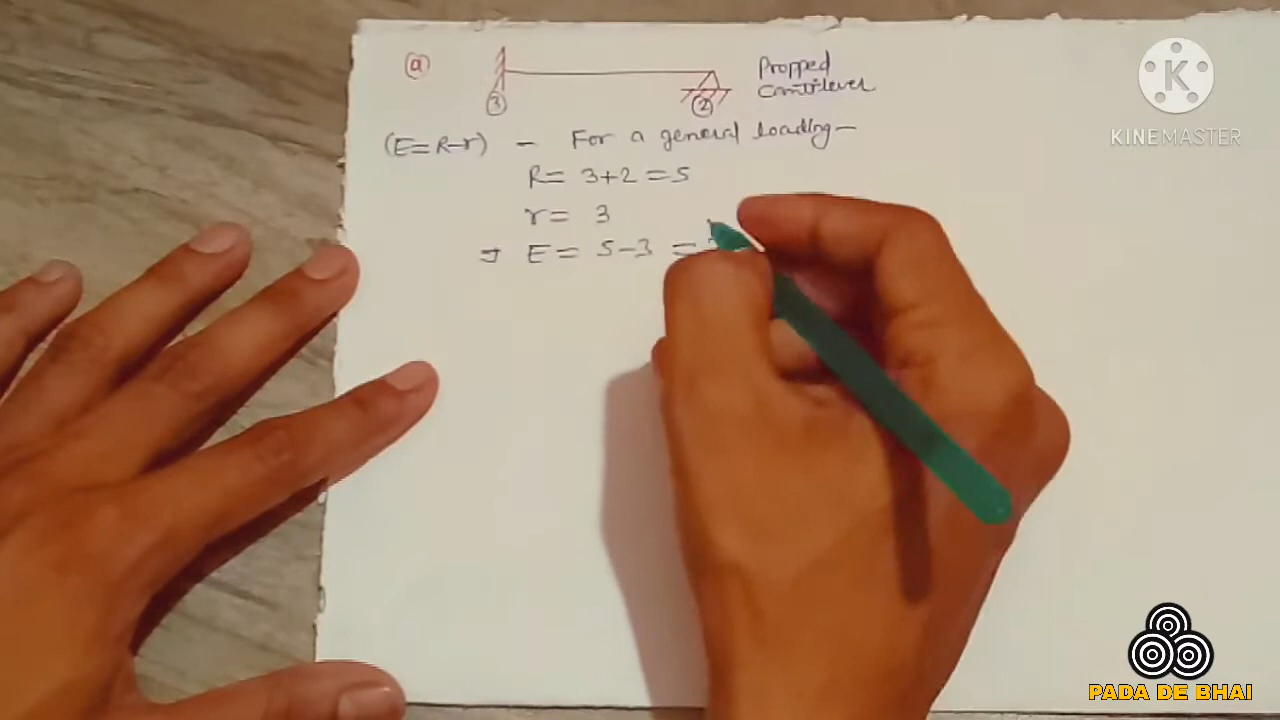 (a)
Propped
Cantilever
3
2
(E=R-r) - For a general loading-
R= 3+2 =5
r= 3
⇒ E= 5-3 =
K
KINEMASTER
PADA DE BHAI